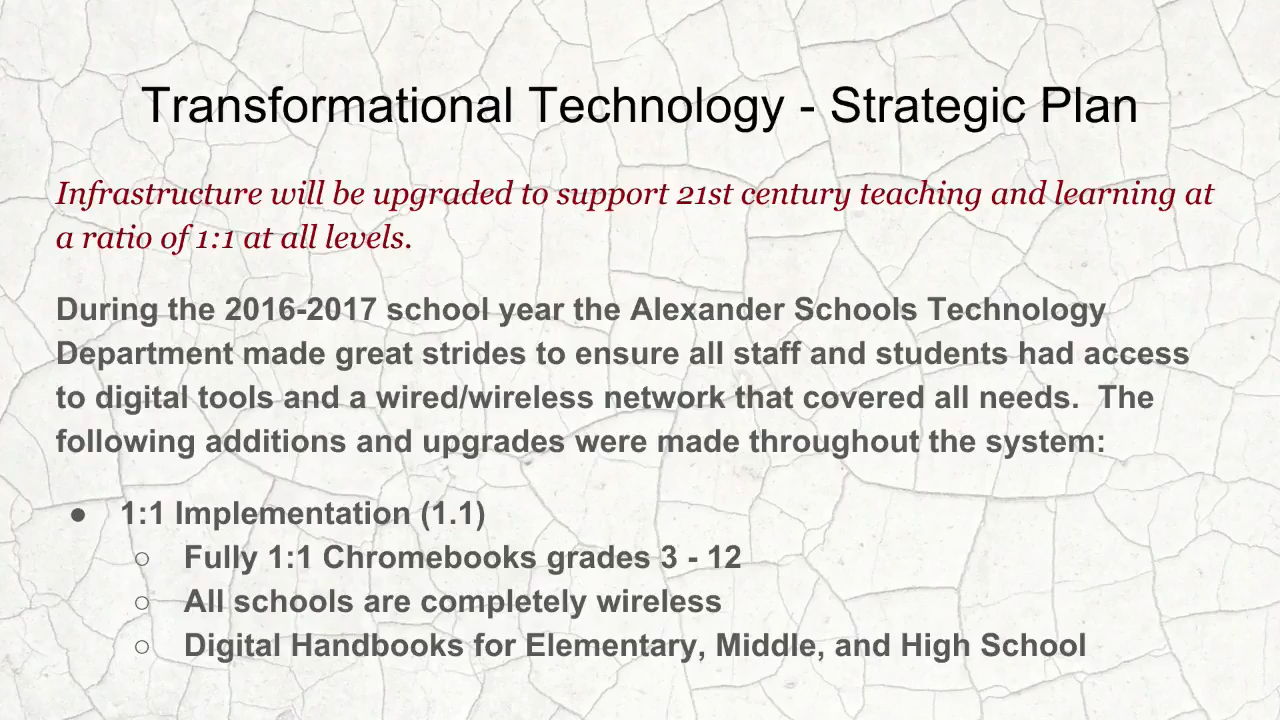 Transformational Technology - Strategic Plan
Infrastructure will be upgraded to support 21st century teaching and learning at
a ratio of 1:1 at all levels.
During the 2016-2017 school year the Alexander Schools Technology
Department made great strides to ensure all staff and students had access
to digital tools and a wired/wireless network that covered all needs.  The
following additions and upgrades were made throughout the system:
● 1:1 Implementation (1.1)
○ Fully 1:1 Chromebooks grades 3 - 12
○ All schools are completely wireless
○ Digital Handbooks for Elementary, Middle, and High School